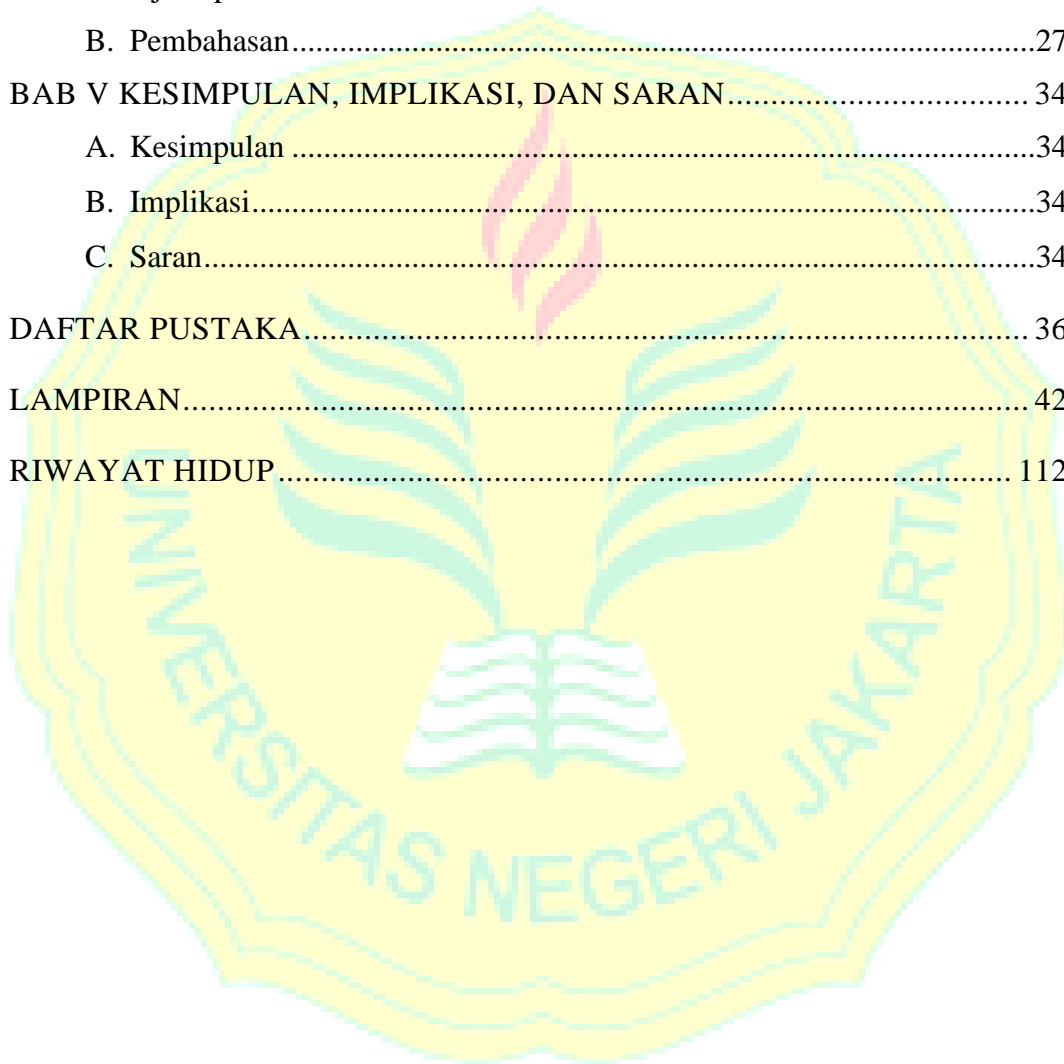 B. Pembahasan....................................................................................................27
BAB V KESIMPULAN, IMPLIKASI, DAN SARAN................................. 34
A. Kesimpulan ....................................................................................................34
B. Implikasi....................................................................................................34
C. Saran....................................................................................................34
DAFTAR PUSTAKA................................................................................ 36
LAMPIRAN.............................................................................................. 42
RIWAYAT HIDUP.................................................................................. 112
UNIVERSITAS NEGERI JAKARTA